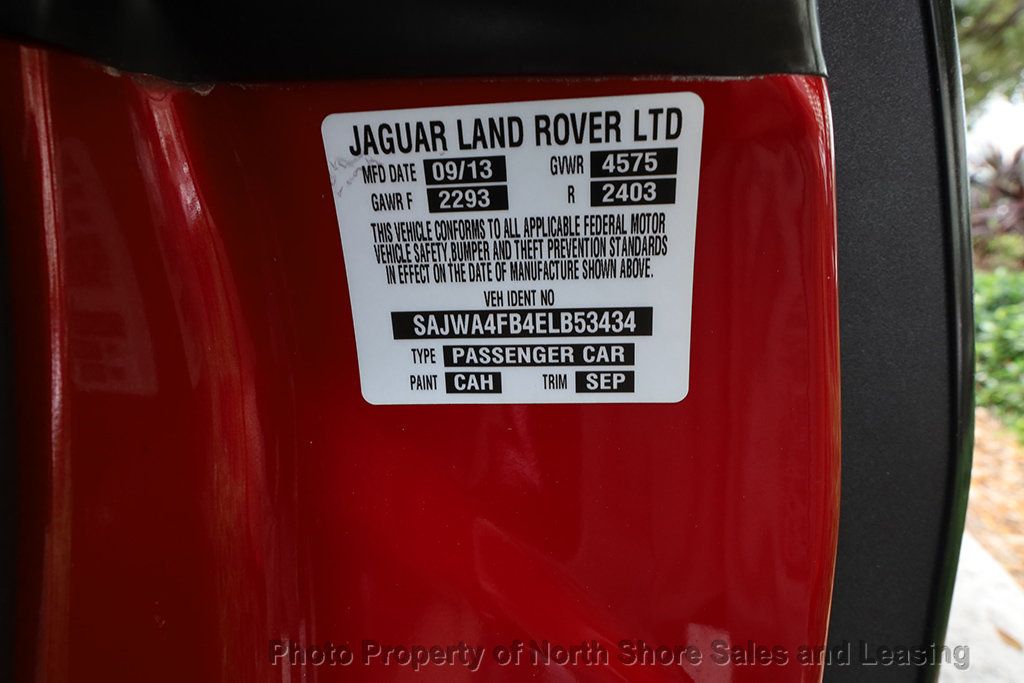 JAGUAR LAND ROVER LTD
MFD DATE 09/13 GVWR 4575
GAWR F 2293 R 2403
THIS VEHICLE CONFORMS TO ALL APPLICABLE FEDERAL MOTOR
VEHICLE SAFETY,BUMPER AND THEFT PREVENTION STANDARDS
IN EFFECT ON THE DATE OF MANUFACTURE SHOWN ABOVE.
VEH IDENT NO
SAJWA4FB4ELB53434
TYPE PASSENGER CAR
PAINT CAH TRIM SEP
Photo Property of North Shore Sales and Leasing